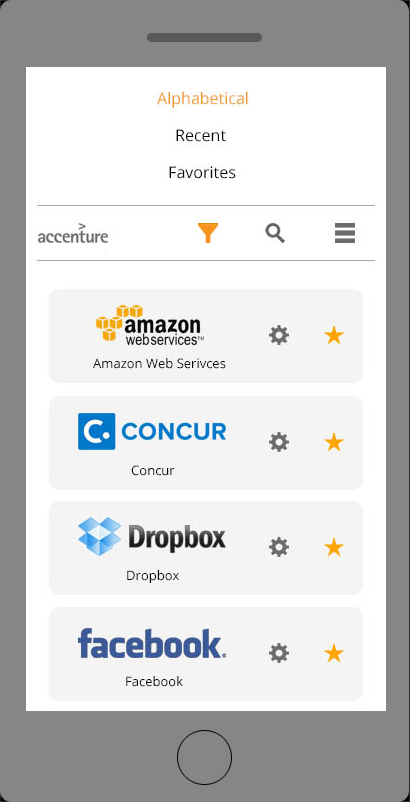 Alphabetical
Recent
Favorites
accenture
amazon
webservices™
Amazon Web Serivces
C. CONCUR
Concur
Dropbox
Dropbox
facebook.
Facebook